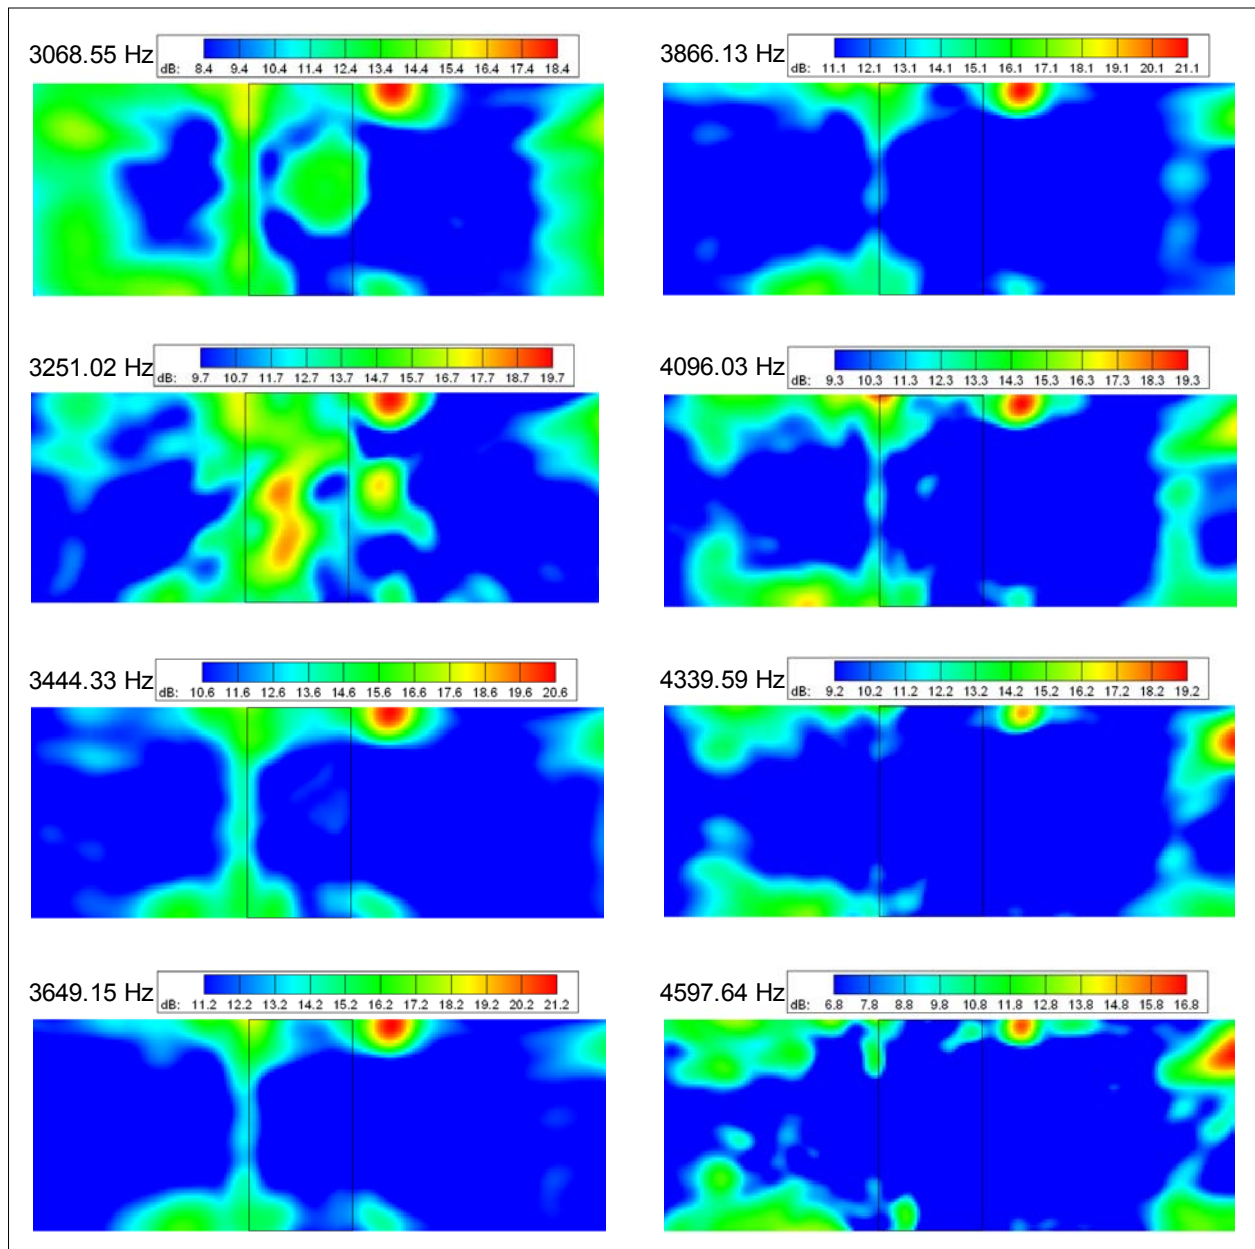 3068.55 Hz
dB: 8.4 9.4 10.4 11.4 12.4 13.4 14.4 15.4 16.4 17.4 18.4
3866.13 Hz
dB: 11.1 12.1 13.1 14.1 15.1 16.1 17.1 18.1 19.1 20.1 21.1
3251.02 Hz
dB: 9.7 10.7 11.7 12.7 13.7 14.7 15.7 16.7 17.7 18.7 19.7
4096.03 Hz
dB: 9.3 10.3 11.3 12.3 13.3 14.3 15.3 16.3 17.3 18.3 19.3
3444.33 Hz
dB: 10.6 11.6 12.6 13.6 14.6 15.6 16.6 17.6 18.6 19.6 20.6
4339.59 Hz
dB: 9.2 10.2 11.2 12.2 13.2 14.2 15.2 16.2 17.2 18.2 19.2
3649.15 Hz
dB: 11.2 12.2 13.2 14.2 15.2 16.2 17.2 18.2 19.2 20.2 21.2
4597.64 Hz
dB: 6.8 7.8 8.8 9.8 10.8 11.8 12.8 13.8 14.8 15.8 16.8